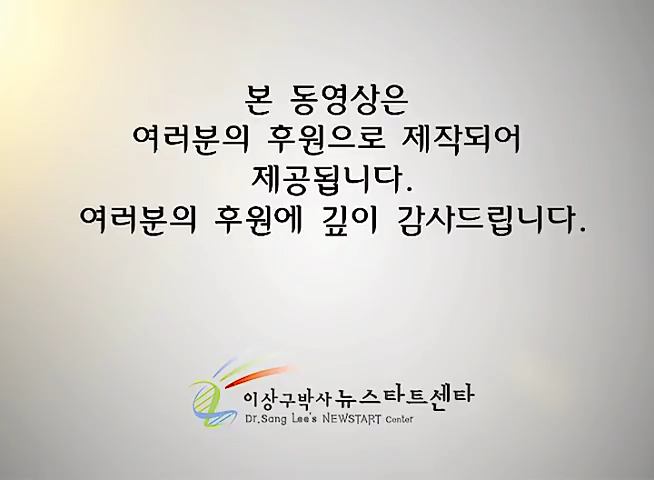 본 동영상은
여러분의 후원으로 제작되어
제공됩니다.
여러분의 후원에 깊이 감사드립니다.
이상구박사 뉴스타트센타
Dr.Sang Lee's NEWSTART Center